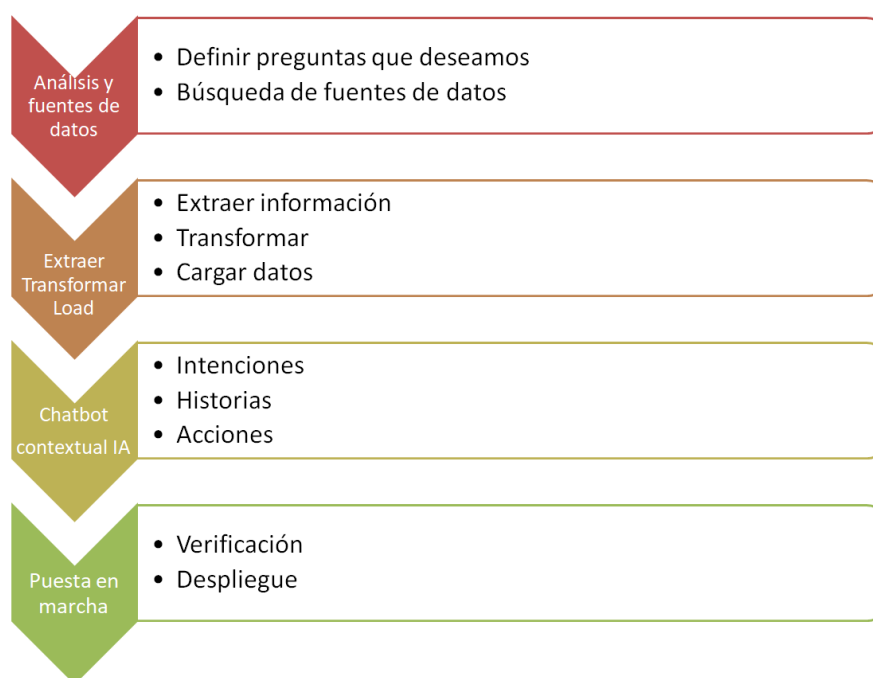 Análisis y
fuentes de
datos
• Definir preguntas que deseamos
• Búsqueda de fuentes de datos
Extraer
Transformar
Load
• Extraer información
• Transformar
• Cargar datos
Chatbot
contextual IA
• Intenciones
• Historias
• Acciones
Puesta en
marcha
• Verificación
• Despliegue